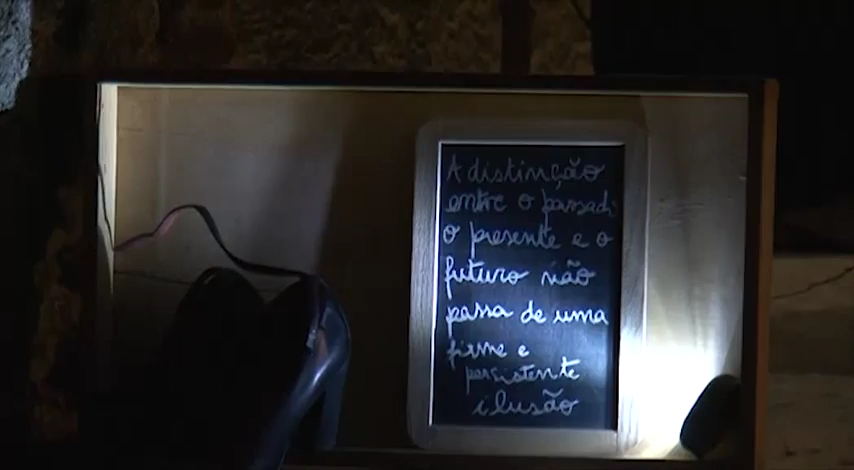 A distinção
entre o passado
o presente e o
futuro não
passa de uma
firme e
persistente
ilusão